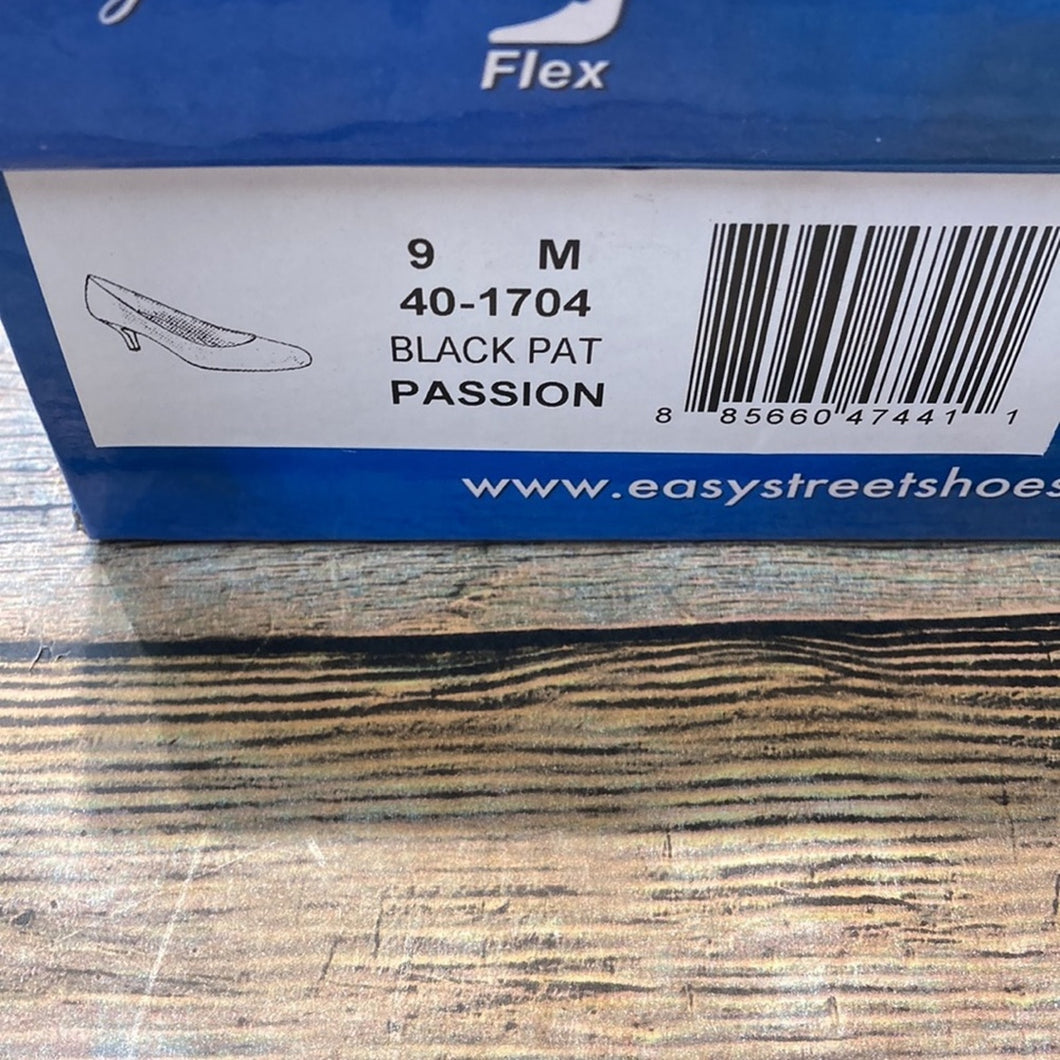 Flex
9 M
40-1704
BLACK PAT
PASSION
8 85660 47441 1
www.easystreetshoes